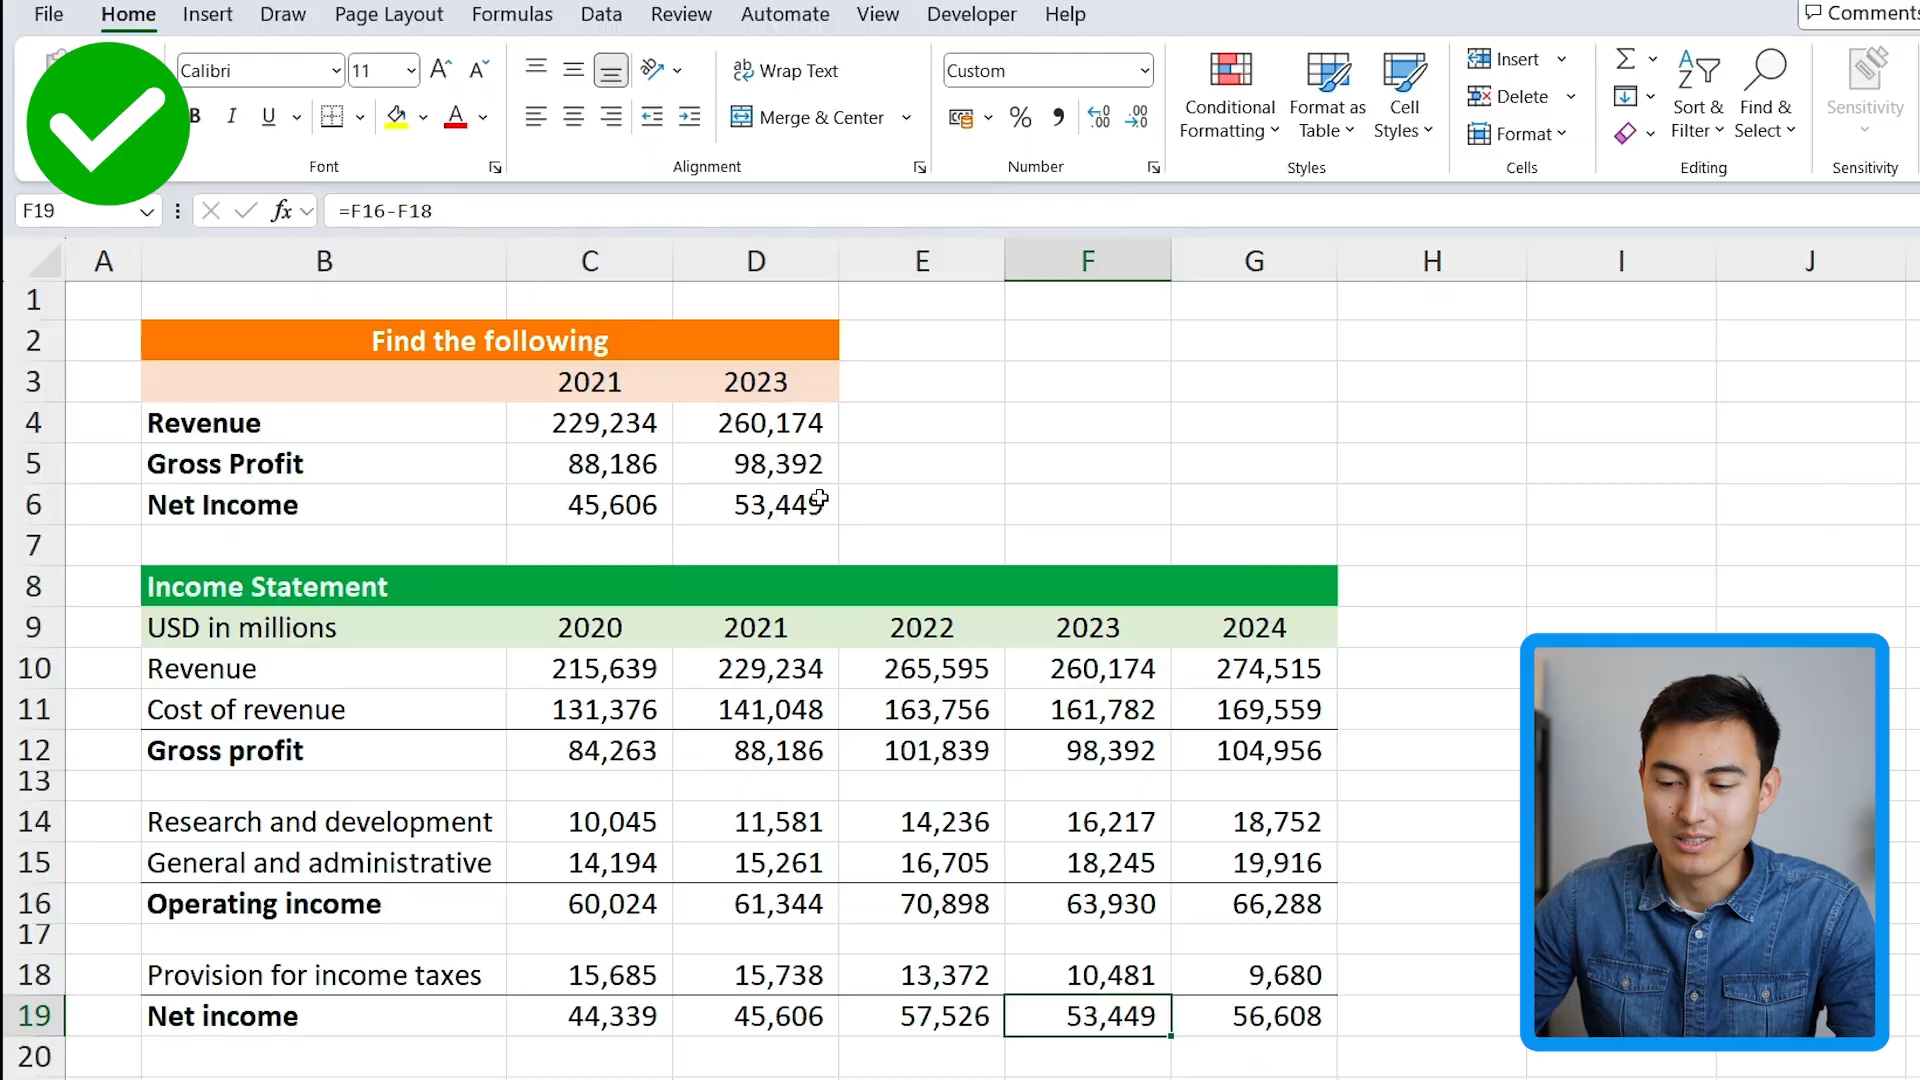 File Home Insert Draw Page Layout Formulas Data Review Automate View Developer Help Comments
Calibri 11 A A ab Wrap Text Custom Insert
B I U A Merge & Center % , .00 .00 Conditional Formatting Format as Table Cell Styles Delete Format Sort & Filter Find & Select Sensitivity
Font Alignment Number Styles Cells Editing Sensitivity
F19 fx =F16-F18
A B C D E F G H I J
1
2 Find the following
3 2021 2023
4 Revenue 229,234 260,174
5 Gross Profit 88,186 98,392
6 Net Income 45,606 53,449
7
8 Income Statement
9 USD in millions 2020 2021 2022 2023 2024
10 Revenue 215,639 229,234 265,595 260,174 274,515
11 Cost of revenue 131,376 141,048 163,756 161,782 169,559
12 Gross profit 84,263 88,186 101,839 98,392 104,956
13
14 Research and development 10,045 11,581 14,236 16,217 18,752
15 General and administrative 14,194 15,261 16,705 18,245 19,916
16 Operating income 60,024 61,344 70,898 63,930 66,288
17
18 Provision for income taxes 15,685 15,738 13,372 10,481 9,680
19 Net income 44,339 45,606 57,526 53,449 56,608
20